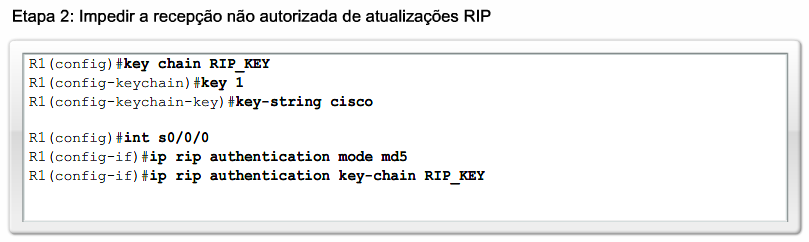 Etapa 2: Impedir a recepção não autorizada de atualizações RIP
R1(config)#key chain RIP_KEY
R1(config-keychain)#key 1
R1(config-keychain-key)#key-string cisco
R1(config)#int s0/0/0
R1(config-if)#ip rip authentication mode md5
R1(config-if)#ip rip authentication key-chain RIP_KEY